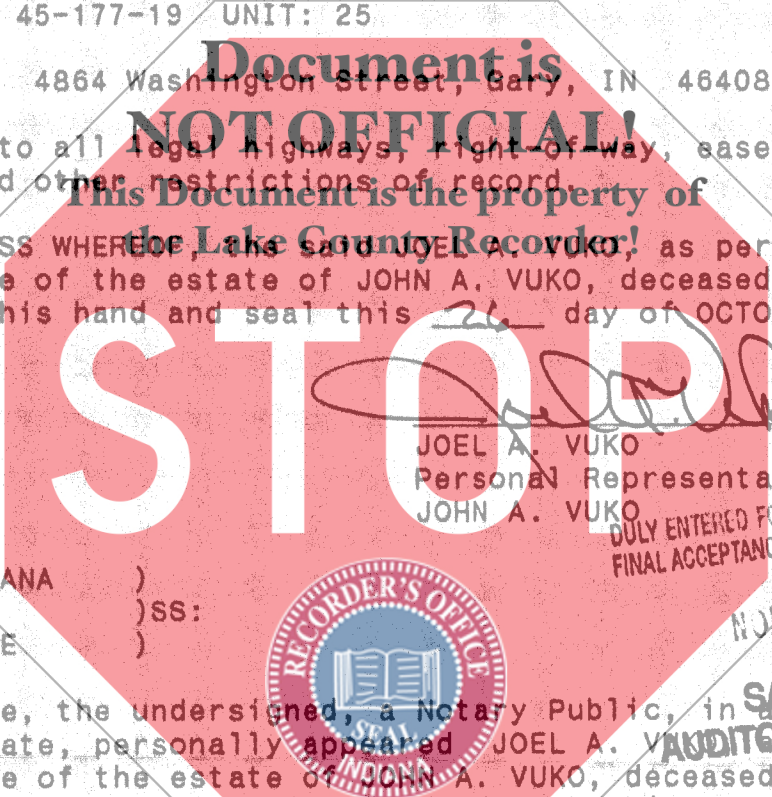 45-177-19 UNIT: 25
Document is
4864 Washington Street, Gary, IN 46408
NOT OFFICIAL!
to all legal highways, right-of-way, ease
d other restrictions of record.
This Document is the property of
the Lake County Recorder!
SS WHEREOF, the said JOEL A. VUKO, as per
e of the estate of JOHN A. VUKO, deceased
his hand and seal this 26 day of OCTO
STOP
JOEL A. VUKO
Personal Representa
JOHN A. VUKO
DULY ENTERED FO
FINAL ACCEPTANC
ANA )
)SS:
E )
RECORDER'S OFFICE
SEAL
INDIANA
NO
SA
e, the undersigned, a Notary Public, in a
AUDITO
ate, personally appeared JOEL A. V
e of the estate of JOHN A. VUKO, deceased